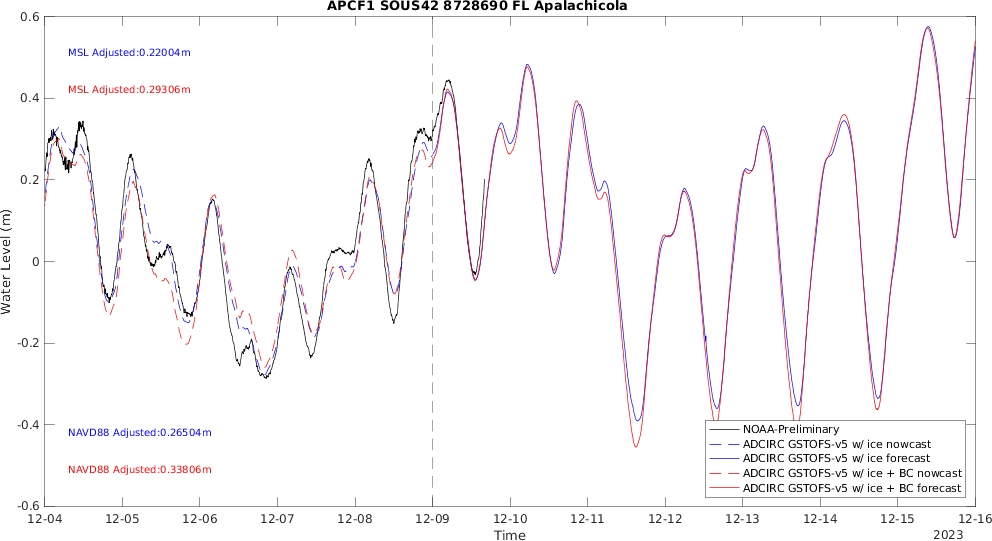 APCF1 SOUS42 8728690 FL Apalachicola
0.6
MSL Adjusted:0.22004m
MSL Adjusted:0.29306m
0.4
0.2
0
-0.2
-0.4
-0.6
Water Level (m)
NAVD88 Adjusted:0.26504m
NAVD88 Adjusted:0.33806m
NOAA-Preliminary
ADCIRC GSTOFS-v5 w/ ice nowcast
ADCIRC GSTOFS-v5 w/ ice forecast
ADCIRC GSTOFS-v5 w/ ice + BC nowcast
ADCIRC GSTOFS-v5 w/ ice + BC forecast
12-04 12-05 12-06 12-07 12-08 12-09 12-10 12-11 12-12 12-13 12-14 12-15 12-16
Time
2023